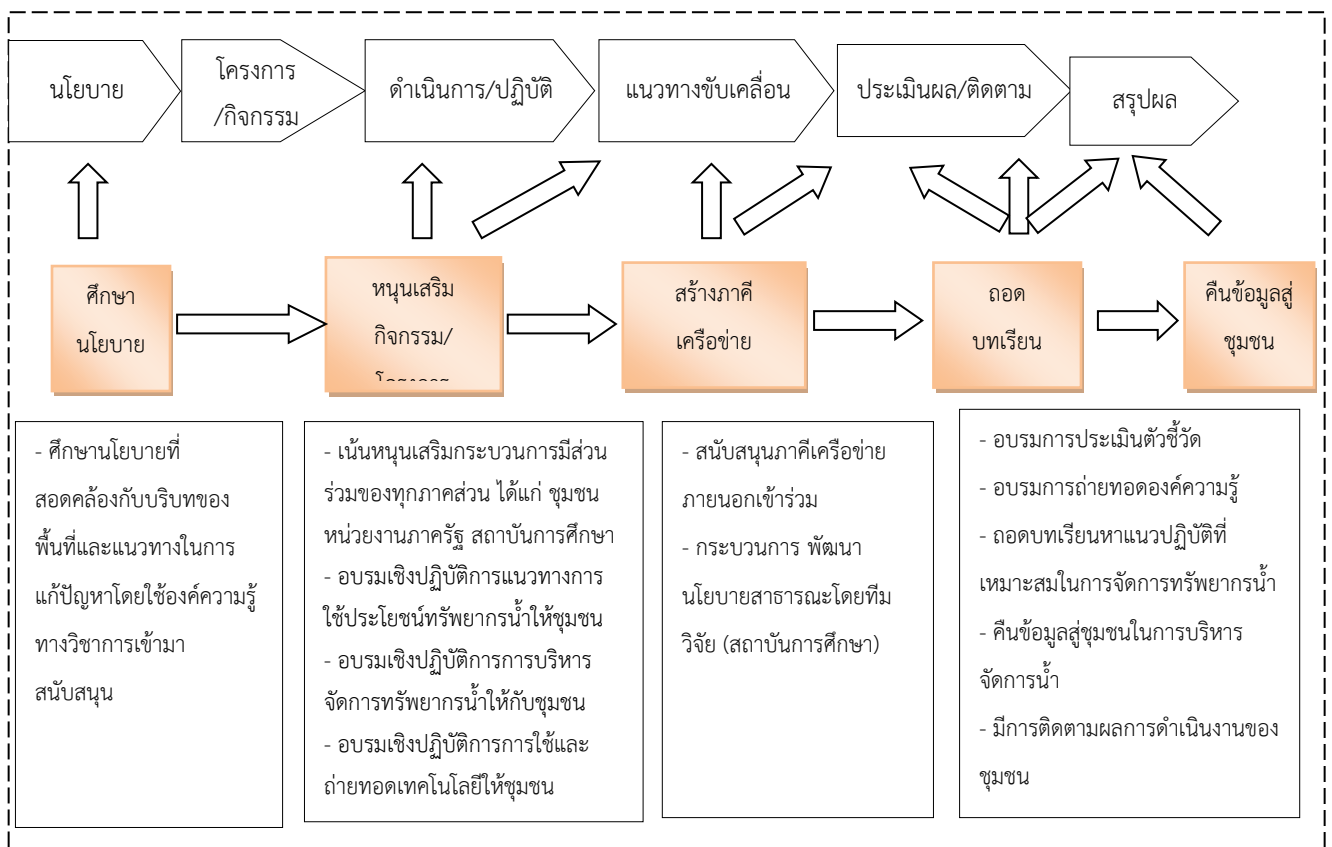 นโยบาย
โครงการ
/กิจกรรม
ดำเนินการ/ปฏิบัติ
แนวทางขับเคลื่อน
ประเมินผล/ติดตาม
สรุปผล
ศึกษา
นโยบาย
หนุนเสริม
กิจกรรม/
สร้างภาคี
เครือข่าย
ถอด
บทเรียน
คืนข้อมูลสู่
ชุมชน
- ศึกษานโยบายที่
สอดคล้องกับบริบทของ
พื้นที่และแนวทางในการ
แก้ปัญหาโดยใช้องค์ความรู้
ทางวิชาการเข้ามา
สนับสนุน
- เน้นหนุนเสริมกระบวนการมีส่วน
ร่วมของทุกภาคส่วน ได้แก่ ชุมชน
หน่วยงานภาครัฐ สถาบันการศึกษา
- อบรมเชิงปฏิบัติการแนวทางการ
ใช้ประโยชน์ทรัพยากรน้ำให้ชุมชน
- อบรมเชิงปฏิบัติการการบริหาร
จัดการทรัพยากรน้ำให้กับชุมชน
- อบรมเชิงปฏิบัติการการใช้และ
ถ่ายทอดเทคโนโลยีให้ชุมชน
- สนับสนุนภาคีเครือข่าย
ภายนอกเข้าร่วม
- กระบวนการ พัฒนา
นโยบายสาธารณะโดยทีม
วิจัย (สถาบันการศึกษา)
- อบรมการประเมินตัวชี้วัด
- อบรมการถ่ายทอดองค์ความรู้
- ถอดบทเรียนหาแนวปฏิบัติที่
เหมาะสมในการจัดการทรัพยากรน้ำ
- คืนข้อมูลสู่ชุมชนในการบริหาร
จัดการน้ำ
- มีการติดตามผลการดำเนินงานของ
ชุมชน